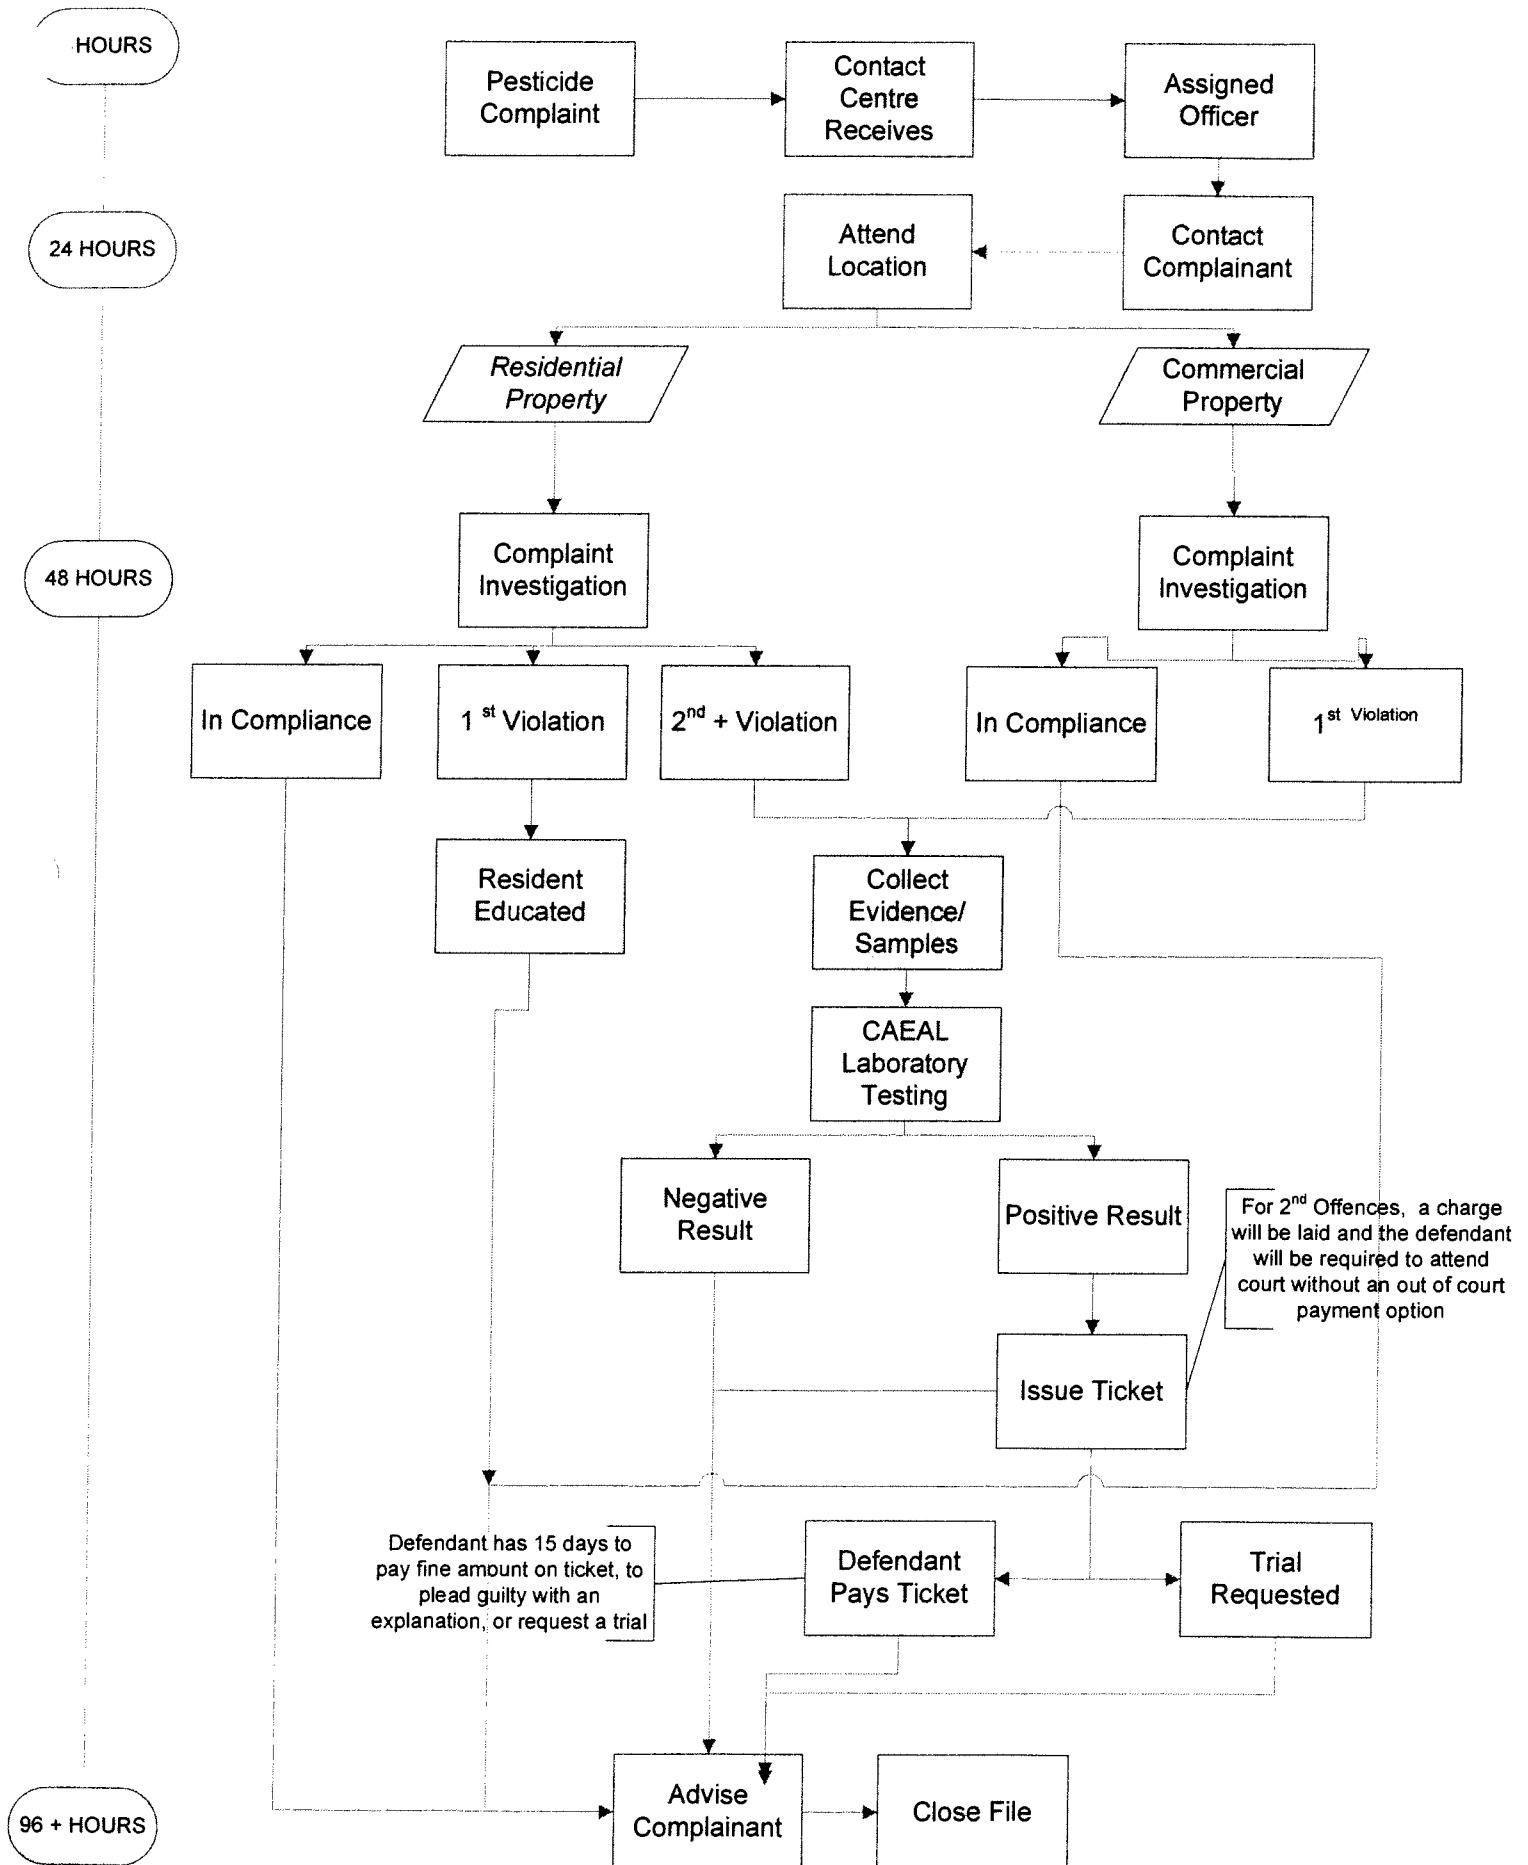 HOURS
Pesticide
Complaint
Contact
Centre
Receives
Assigned
Officer
24 HOURS
Attend
Location
Contact
Complainant
Residential
Property
Commercial
Property
48 HOURS
Complaint
Investigation
Complaint
Investigation
In Compliance
1 st Violation
2nd + Violation
In Compliance
1st Violation
Resident
Educated
Collect
Evidence/
Samples
CAEAL
Laboratory
Testing
Negative
Result
Positive Result
For 2nd Offences, a charge
will be laid and the defendant
will be required to attend
court without an out of court
payment option
Issue Ticket
Defendant has 15 days to
pay fine amount on ticket, to
plead guilty with an
explanation, or request a trial
Defendant
Pays Ticket
Trial
Requested
96 + HOURS
Advise
Complainant
Close File